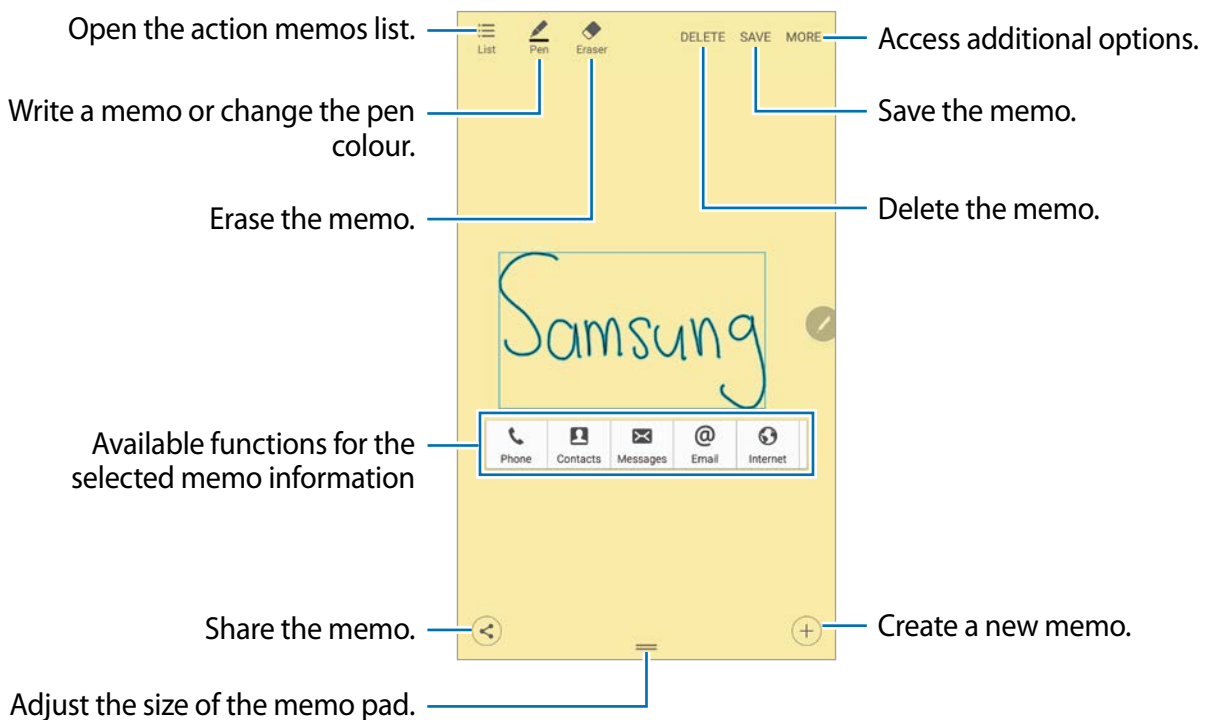 Open the action memos list.
List
Pen
Eraser
DELETE
SAVE
MORE
Access additional options.
Write a memo or change the pen
colour.
Save the memo.
Erase the memo.
Delete the memo.
Samsung
Available functions for the
selected memo information
Phone
Contacts
Messages
@
Email
Internet
Share the memo.
Create a new memo.
Adjust the size of the memo pad.